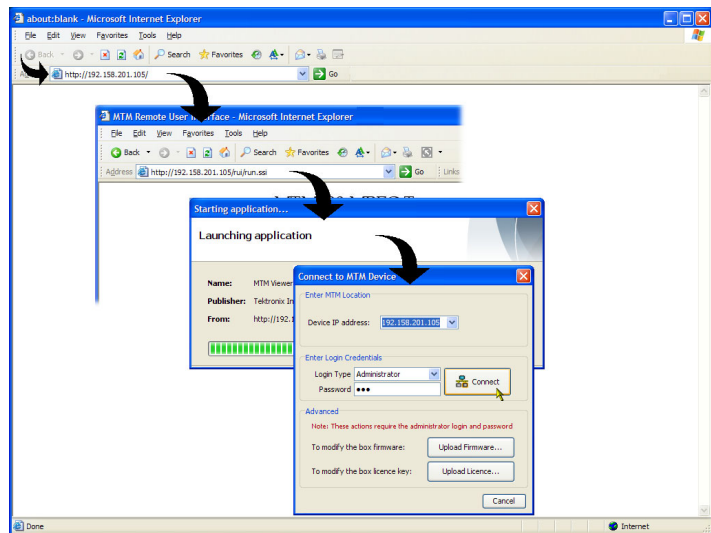 about:blank - Microsoft Internet Explorer
File Edit View Favorites Tools Help
Back Search Favorites
http://192.158.201.105/ Go
MTM Remote User - Microsoft Internet Explorer
File Edit View Favorites Tools Help
Back Search Favorites
Address http://192.158.201.105/rui/run.ssi Go Links
Starting application...
Launching application
Name: MTM Viewer
Publisher: Tektronix In
From: http://192.1
Connect to MTM Device
Enter MTM Location
Device IP address: 192.158.201.105
Enter Login Credentials
Login Type Administrator
Password ●●●
Connect
Advanced
Note: These actions require the administrator login and password
To modify the box firmware: Upload Firmware...
To modify the box licence key: Upload Licence...
Cancel
Done Internet